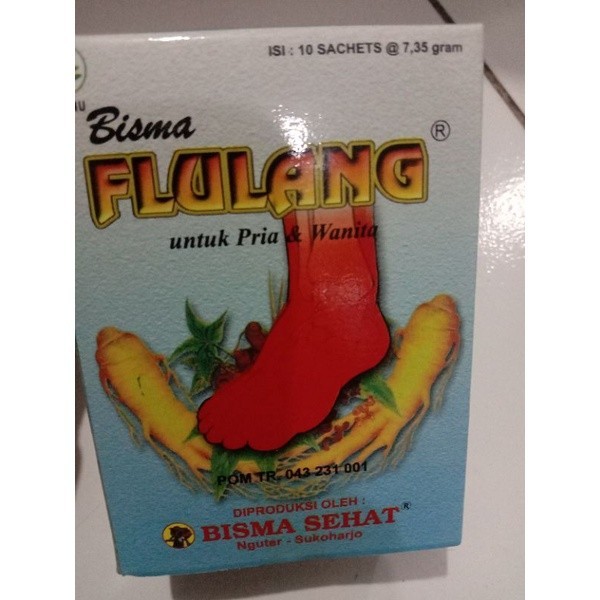 ISI : 10 SACHETS @ 7,35 gram
Bisma
FLULANG ®
untuk Pria & Wanita
POM TR. 043 231 001
DIPRODUKSI OLEH :
BISMA SEHAT®
Nguter - Sukoharjo